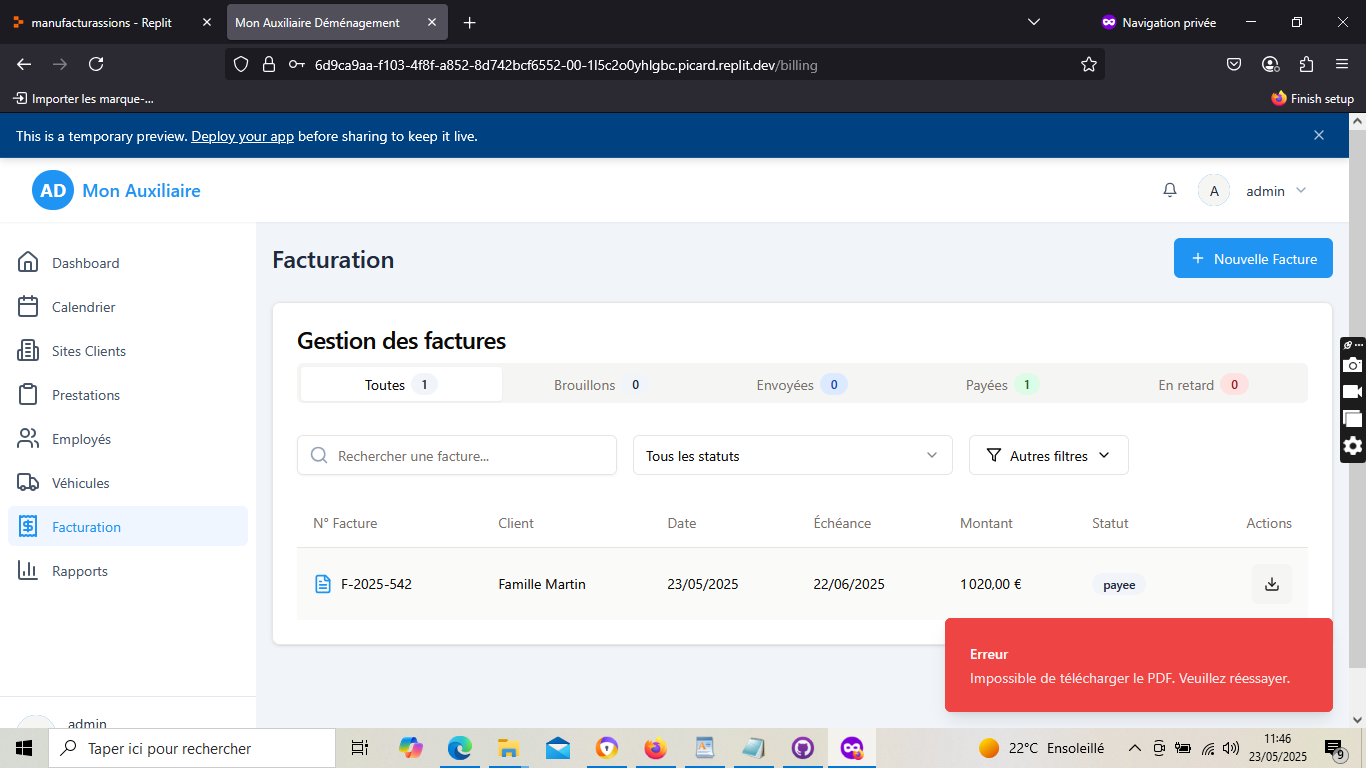 manufacturassions - Replit
Mon Auxiliaire Déménagement
Navigation privée
6d9ca9aa-f103-4f8f-a852-8d742bcf6552-00-1l5c2o0yhlgbc.picard.replit.dev/billing
Importer les marque-...
Finish setup
This is a temporary preview. Deploy your app before sharing to keep it live.
AD Mon Auxiliaire
A admin
Dashboard
Calendrier
Sites Clients
Prestations
Employés
Véhicules
Facturation
Rapports
admin
Facturation
+ Nouvelle Facture
Gestion des factures
Toutes 1 Brouillons 0 Envoyées 0 Payées 1 En retard 0
Rechercher une facture... Tous les statuts Autres filtres
N° Facture Client Date Échéance Montant Statut Actions
F-2025-542 Famille Martin 23/05/2025 22/06/2025 1 020,00 € payee
Erreur
Impossible de télécharger le PDF. Veuillez réessayer.
Taper ici pour rechercher
22°C Ensoleillé
11:46
23/05/2025
9